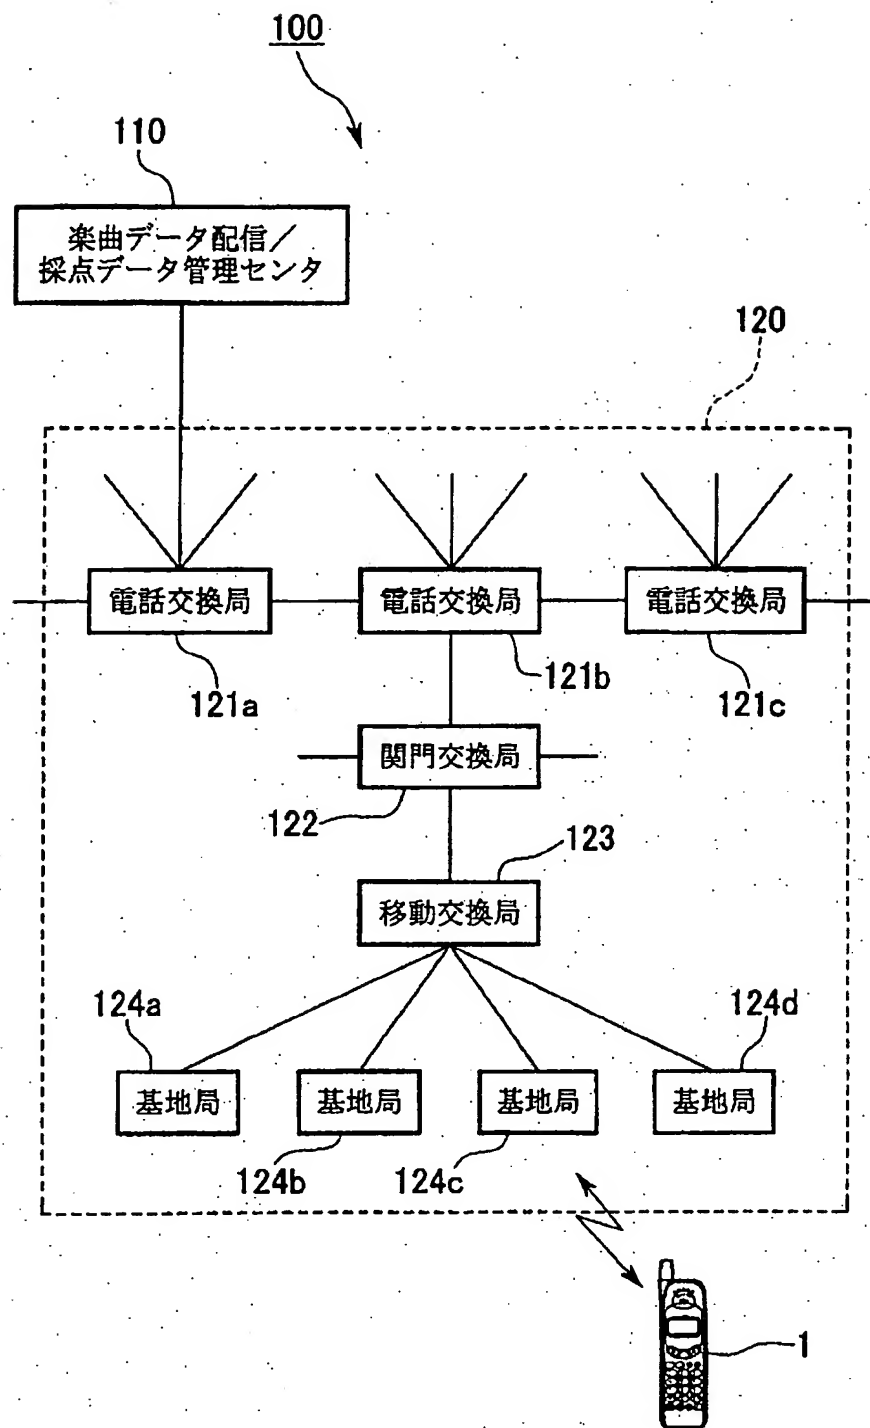 100
110
楽曲データ配信／
採点データ管理センタ
120
電話交換局
電話交換局
電話交換局
121a
121b
121c
関門交換局
122
123
移動交換局
124a
124d
基地局
基地局
基地局
基地局
124b
124c
1